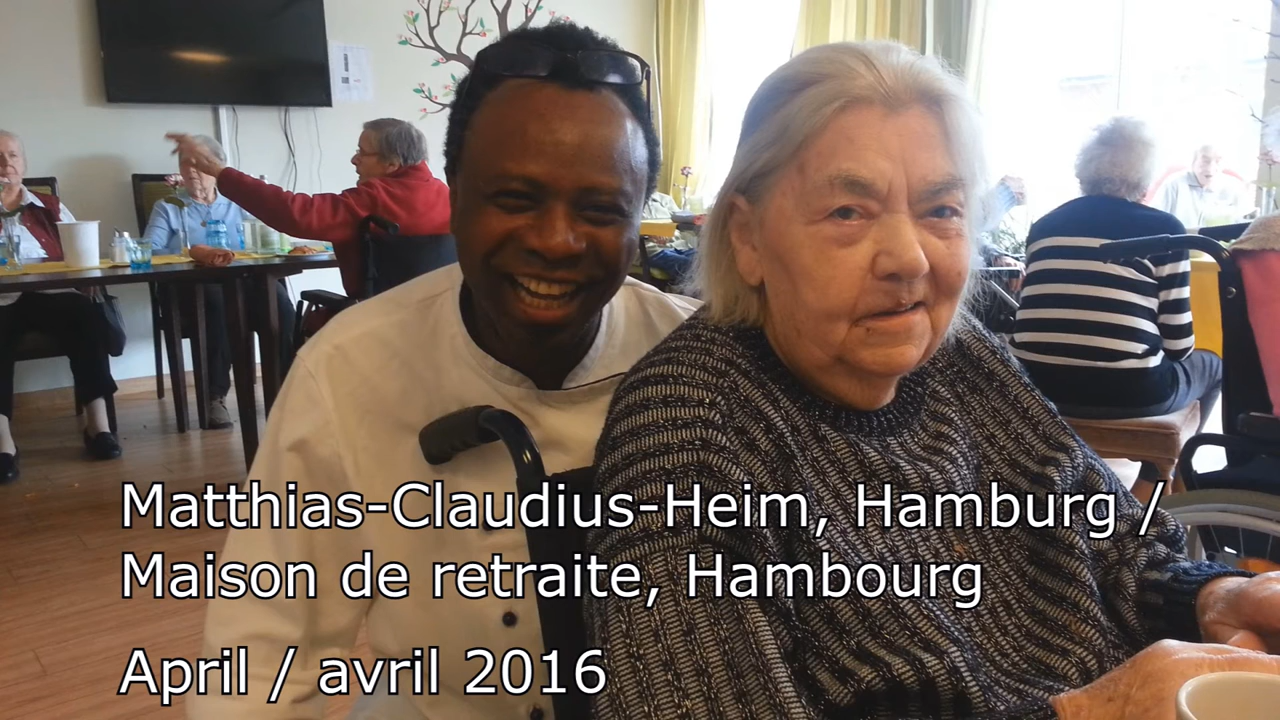 Matthias-Claudius-Heim, Hamburg /
Maison de retraite, Hambourg
April / avril 2016